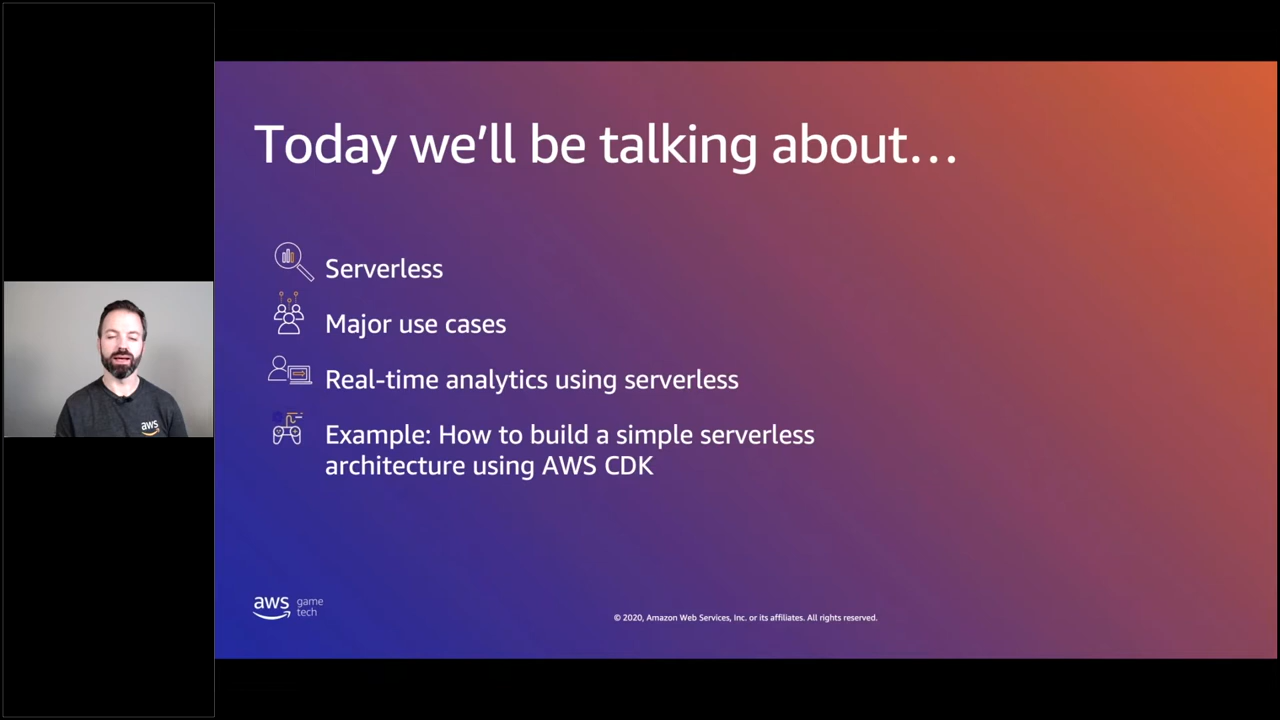 Today we'll be talking about…
Serverless
Major use cases
Real-time analytics using serverless
Example: How to build a simple serverless
architecture using AWS CDK
aws
aws game
tech
© 2020, Amazon Web Services, Inc. or its affiliates. All rights reserved.